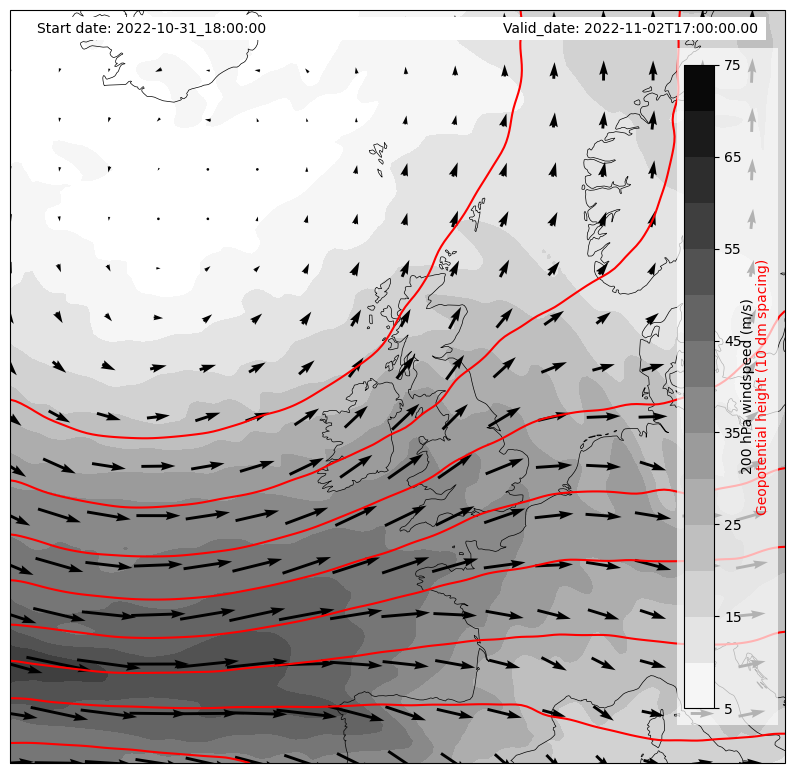 Start date: 2022-10-31_18:00:00
Valid_date: 2022-11-02T17:00:00.00
75
65
55
45
35
25
15
5
200 hPa windspeed (m/s)
Geopotential height (10 dm spacing)